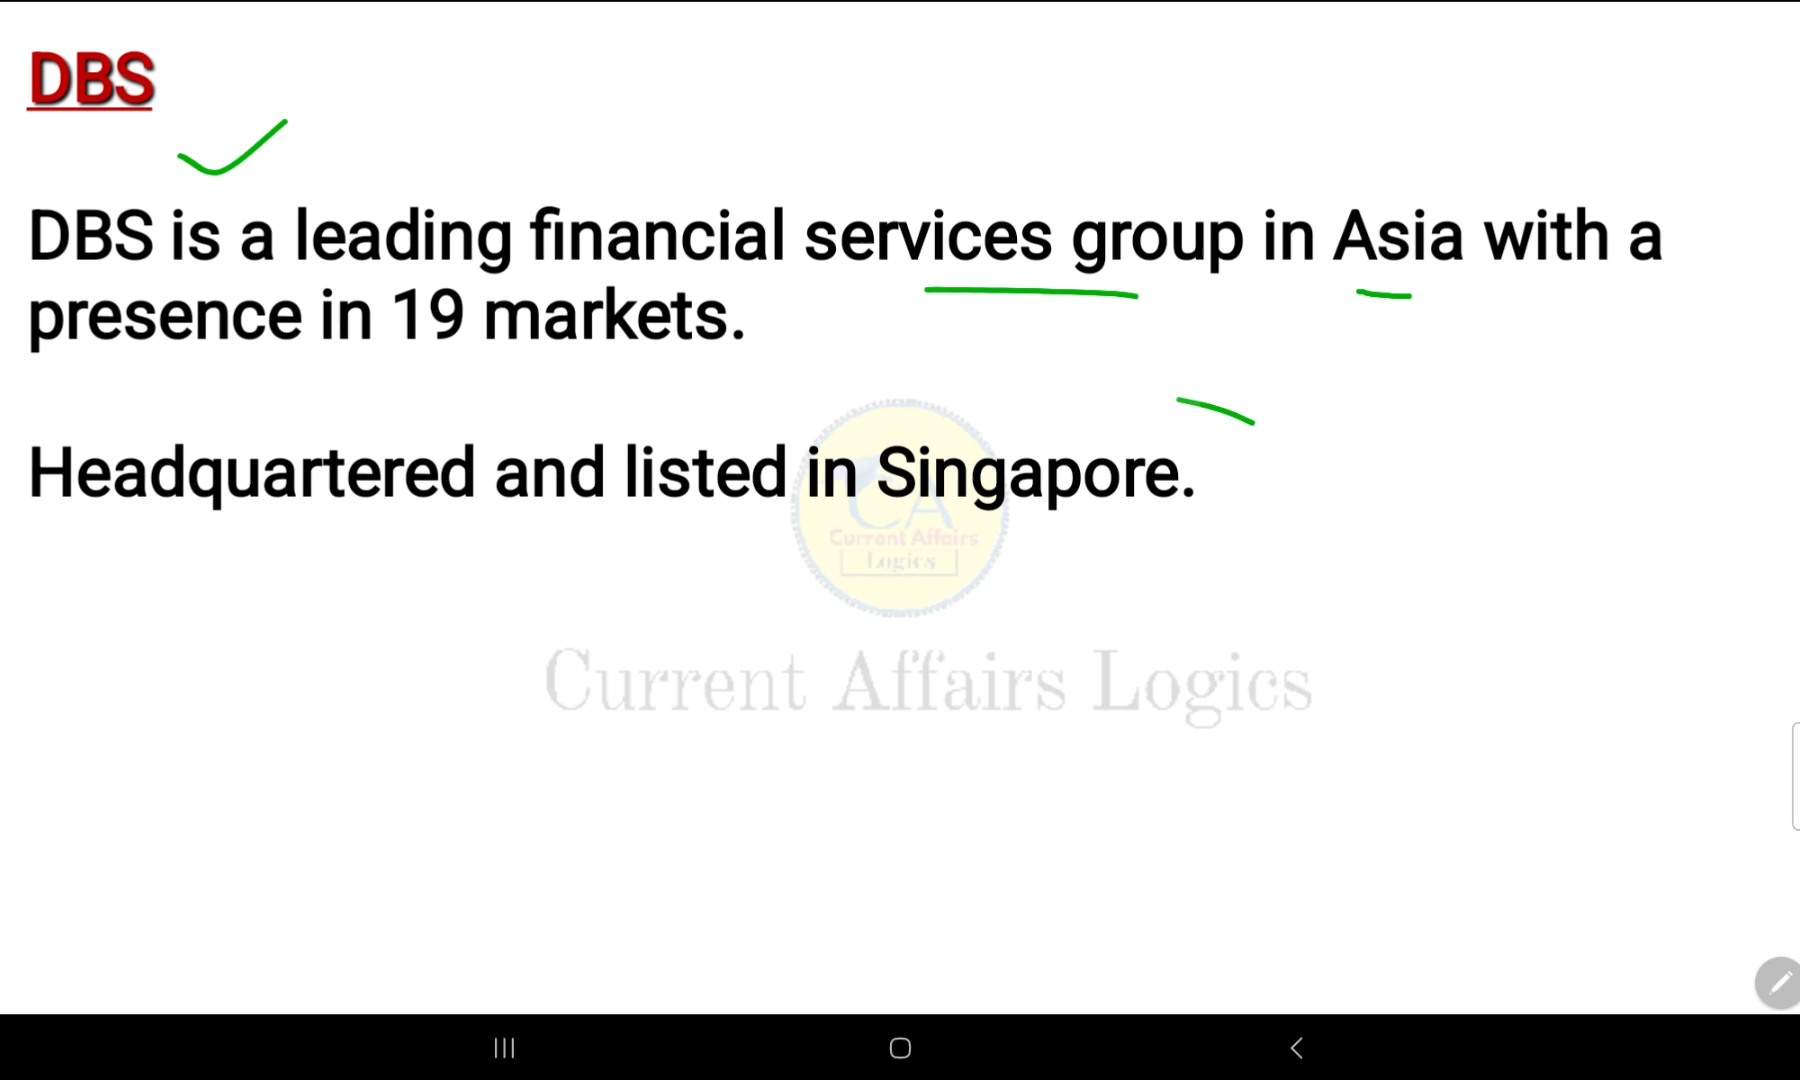 DBS
DBS is a leading financial services group in Asia with a
presence in 19 markets.
Headquartered and listed in Singapore.
CA
Current Affairs
Logics
Current Affairs Logics